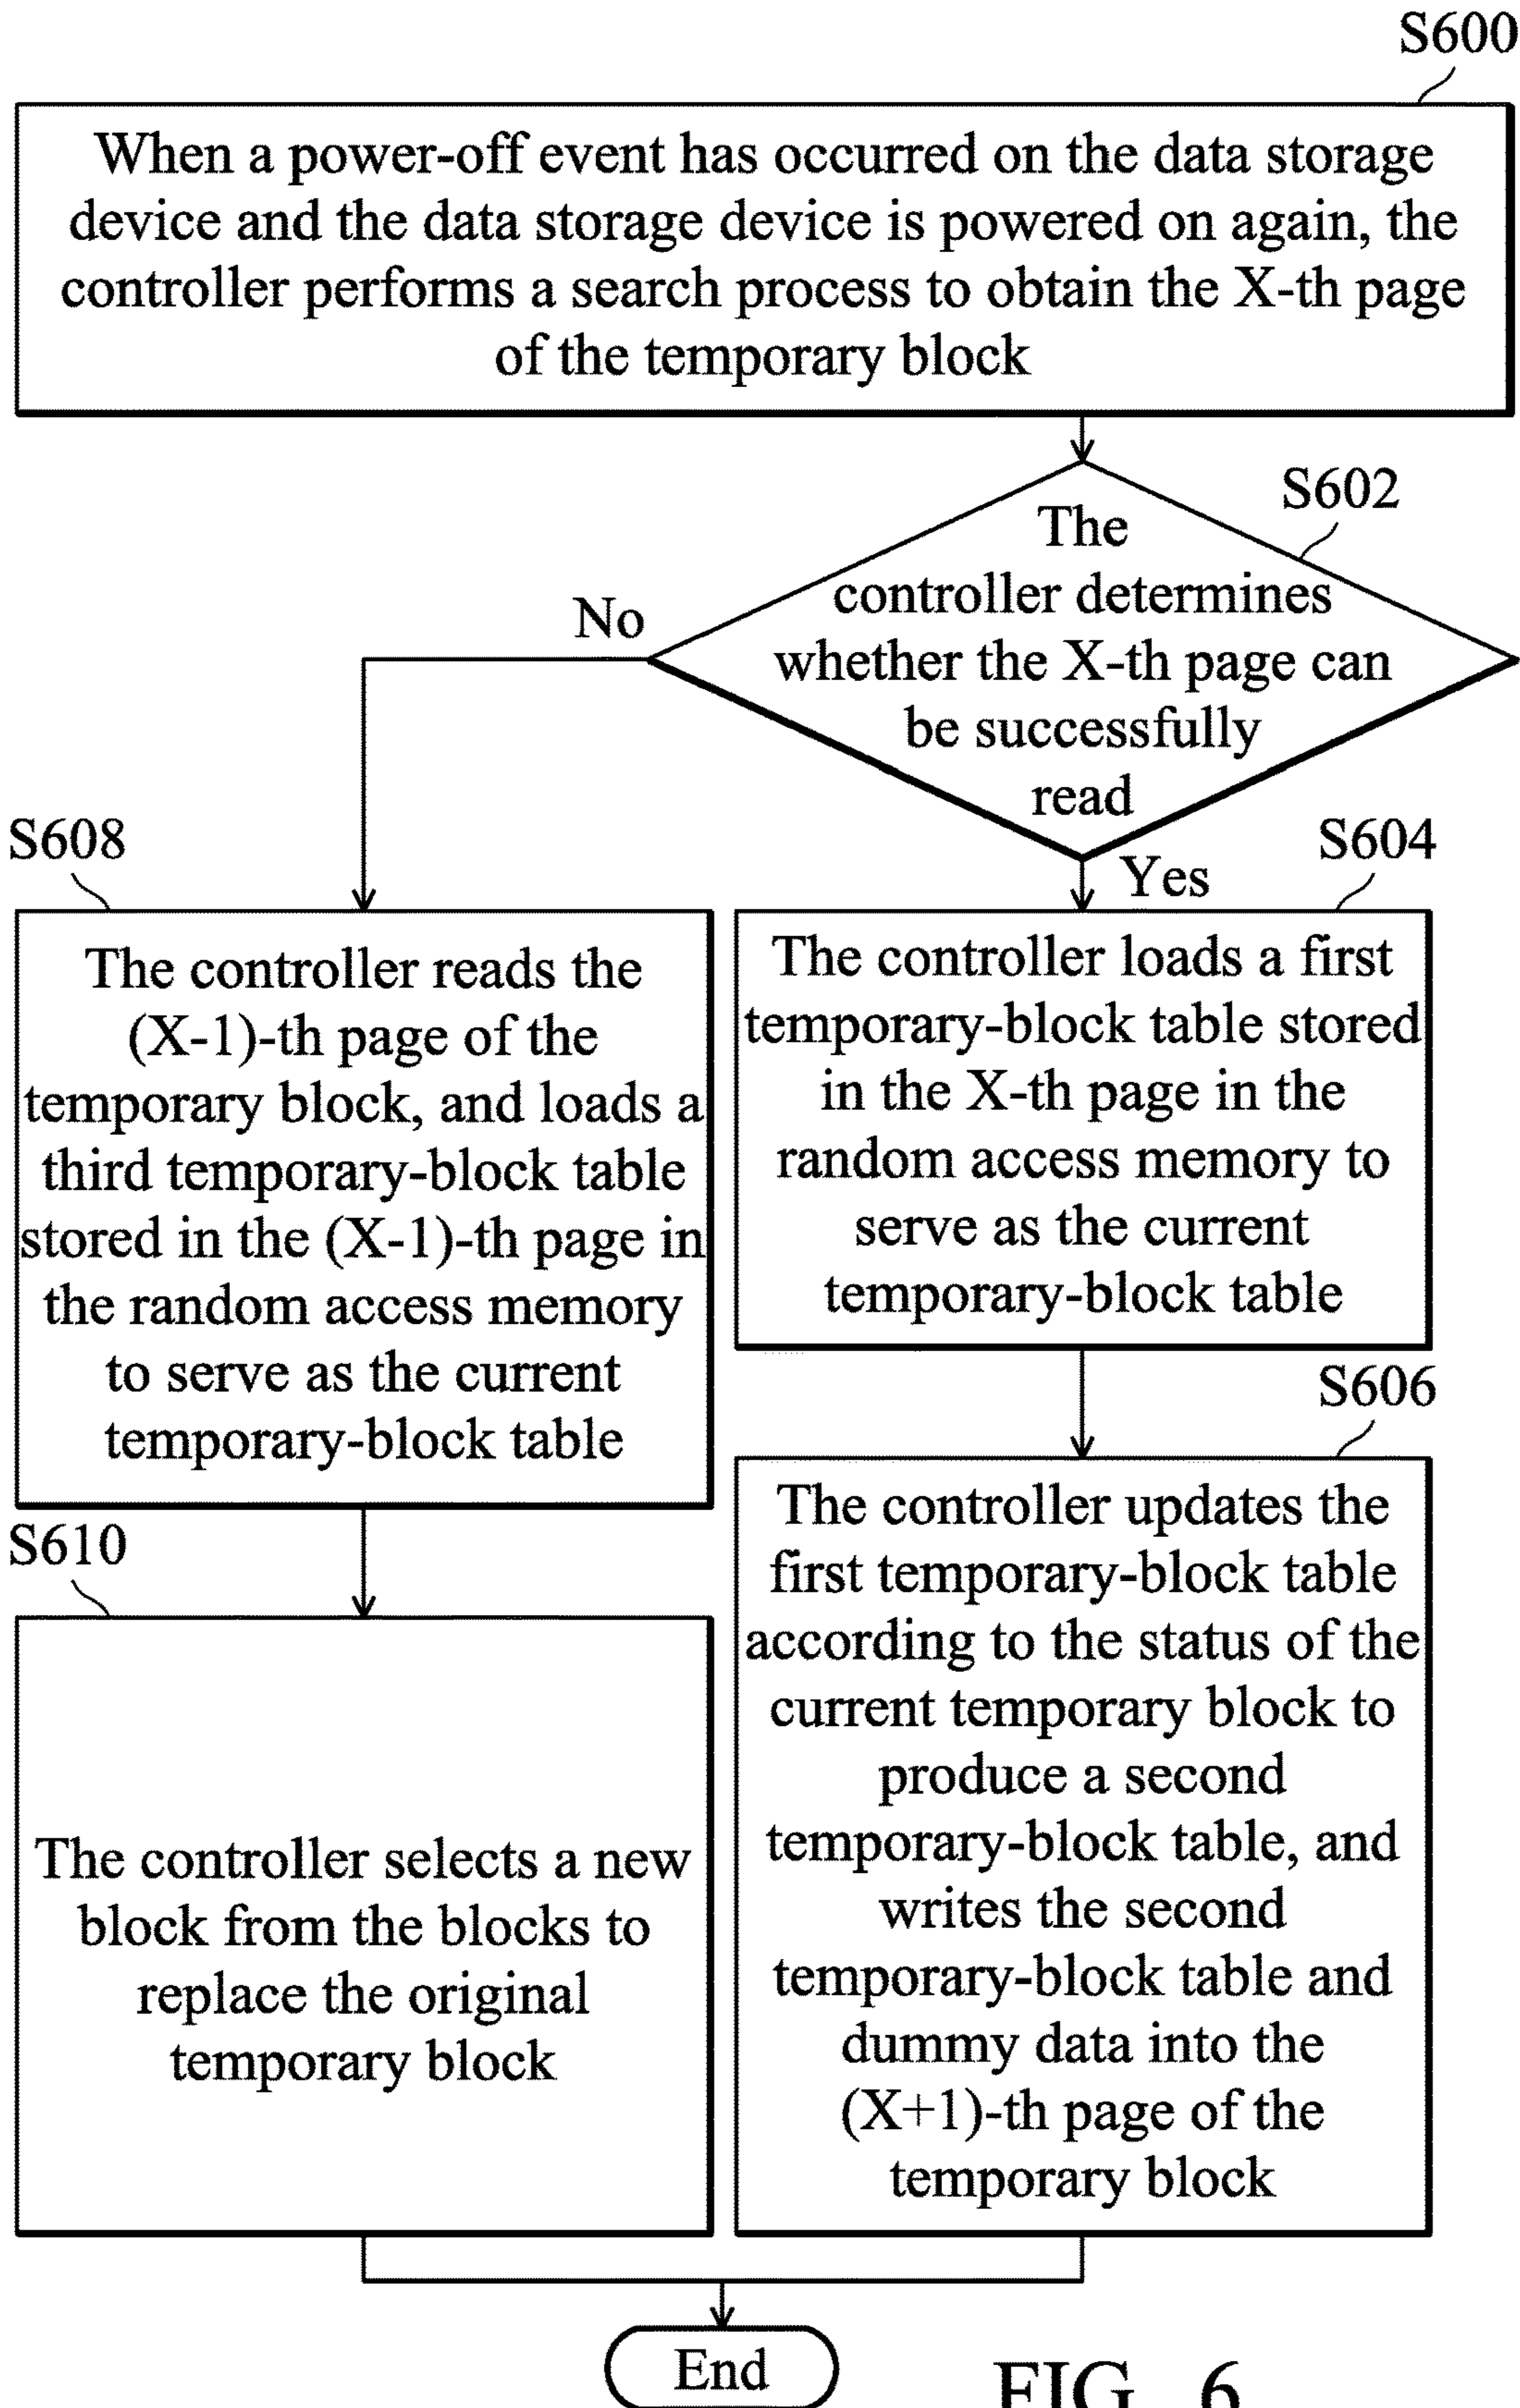 S600
When a power-off event has occurred on the data storage
device and the data storage device is powered on again, the
controller performs a search process to obtain the X-th page
of the temporary block
S602
The
controller determines
whether the X-th page can
be successfully
read
No
Yes
S608
The controller reads the
(X-1)-th page of the
temporary block, and loads a
third temporary-block table
stored in the (X-1)-th page in
the random access memory
to serve as the current
temporary-block table
S604
The controller loads a first
temporary-block table stored
in the X-th page in the
random access memory to
serve as the current
temporary-block table
S610
The controller selects a new
block from the blocks to
replace the original
temporary block
S606
The controller updates the
first temporary-block table
according to the status of the
current temporary block to
produce a second
temporary-block table, and
writes the second
temporary-block table and
dummy data into the
(X+1)-th page of the
temporary block
End
FIG. 6